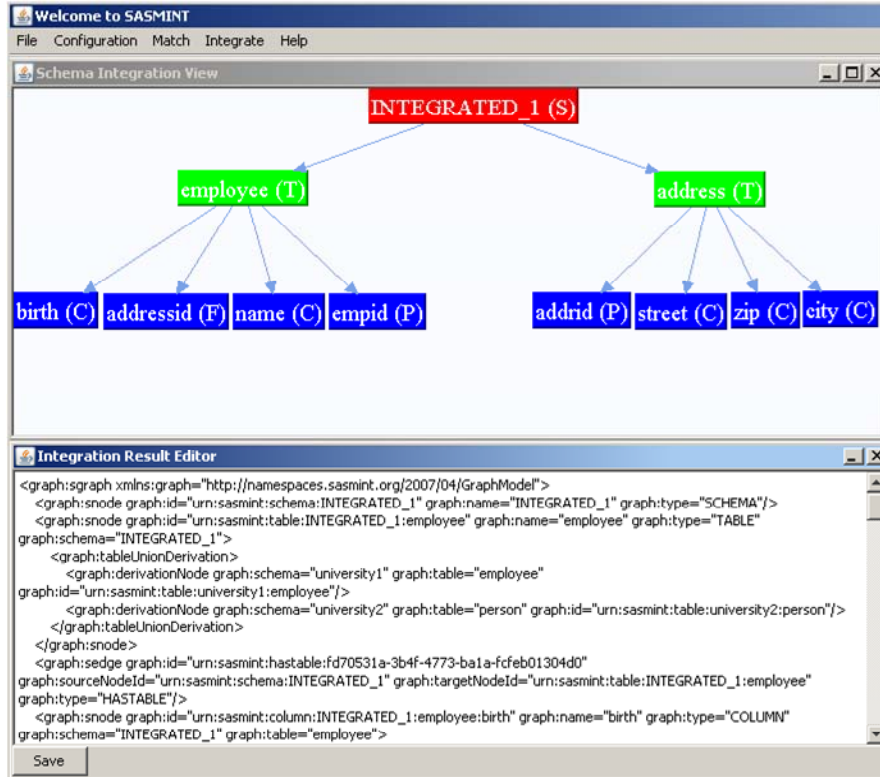 Welcome to SASMINT
File Configuration Match Integrate Help
Schema Integration View
INTEGRATED_1 (S)
employee (T) address (T)
birth (C) addressid (F) name (C) empid (P) addrid (P) street (C) zip (C) city (C)
Integration Result Editor
<graph:sgraph xmlns:graph="http://namespaces.sasmint.org/2007/04/GraphModel">
<graph:snode graph:id="urn:sasmint:schema:INTEGRATED_1" graph:name="INTEGRATED_1" graph:type="SCHEMA"/>
<graph:snode graph:id="urn:sasmint:table:INTEGRATED_1:employee" graph:name="employee" graph:type="TABLE"
graph:schema="INTEGRATED_1">
<graph:tableUnionDerivation>
<graph:derivationNode graph:schema="university1" graph:table="employee"
graph:id="urn:sasmint:table:university1:employee"/>
<graph:derivationNode graph:schema="university2" graph:table="person" graph:id="urn:sasmint:table:university2:person"/>
</graph:tableUnionDerivation>
</graph:snode>
<graph:sedge graph:id="urn:sasmint:hastable:fd70531a-3b4f-4773-ba1a-fcfeb01304d0"
graph:sourceNodeId="urn:sasmint:schema:INTEGRATED_1" graph:targetNodeId="urn:sasmint:table:INTEGRATED_1:employee"
graph:type="HASTABLE"/>
<graph:snode graph:id="urn:sasmint:column:INTEGRATED_1:employee:birth" graph:name="birth" graph:type="COLUMN"
graph:schema="INTEGRATED_1" graph:table="employee">
Save